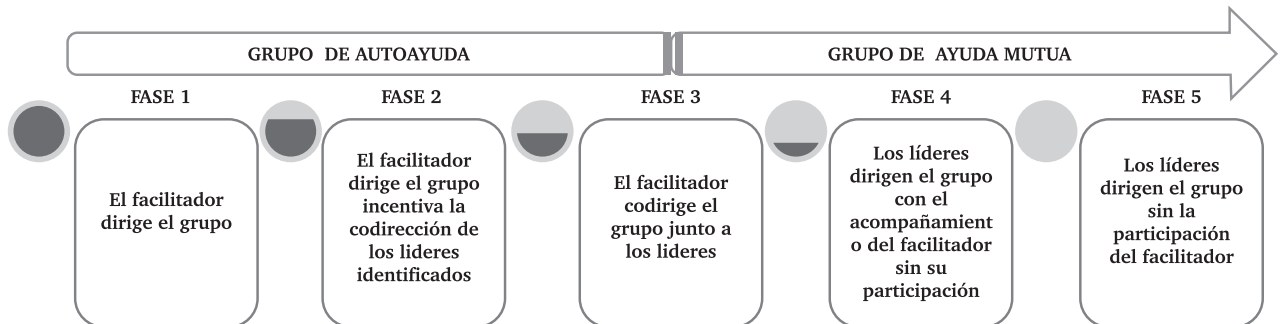 GRUPO DE AUTOAYUDA
GRUPO DE AYUDA MUTUA
FASE 1
FASE 2
FASE 3
FASE 4
FASE 5
El facilitador
dirige el grupo
El facilitador
dirige el grupo
incentiva la
codirección de
los lideres
identificados
El facilitador
codirige el
grupo junto a
los lideres
Los líderes
dirigen el grupo
con el
acompañamient
o del facilitador
sin su
participación
Los líderes
dirigen el grupo
sin la
participación
del facilitador